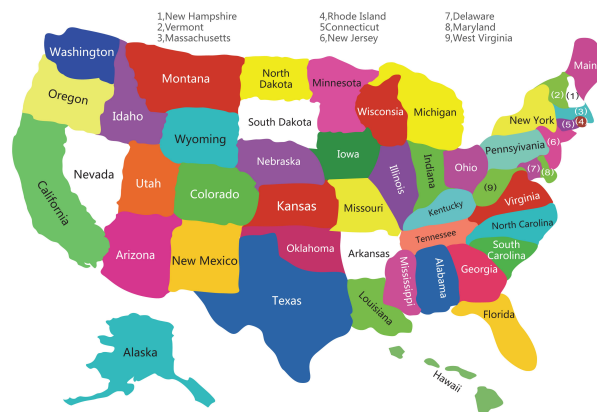 1,New Hampshire
2,Vermont
3,Massachusetts
4,Rhode Island
5Connecticut
6,New Jersey
7,Delaware
8,Maryland
9,West Virginia
Washington
Oregon
California
Nevada
Idaho
Montana
Wyoming
Utah
Colorado
Arizona
New Mexico
North
Dakota
South Dakota
Nebraska
Kansas
Oklahoma
Texas
Minnesota
Iowa
Missouri
Arkansas
Louisiana
Wisconsin
Illinois
Michigan
Indiana
Ohio
Kentucky
Tennessee
Mississippi
Alabama
Georgia
Florida
South
Carolina
North Carolina
Virginia
(9)
Pennsyivania
New York
Main
(1)
(2)
(3)
(4)
(5)
(6)
(7)
(8)
Alaska
Hawaii